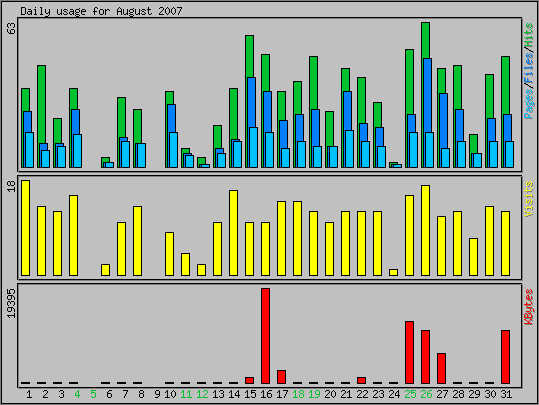 Daily usage for August 2007
63
Pages/Files/Hits
18
Visits
19395
KBytes
1 2 3 4 5 6 7 8 9 10 11 12 13 14 15 16 17 18 19 20 21 22 23 24 25 26 27 28 29 30 31